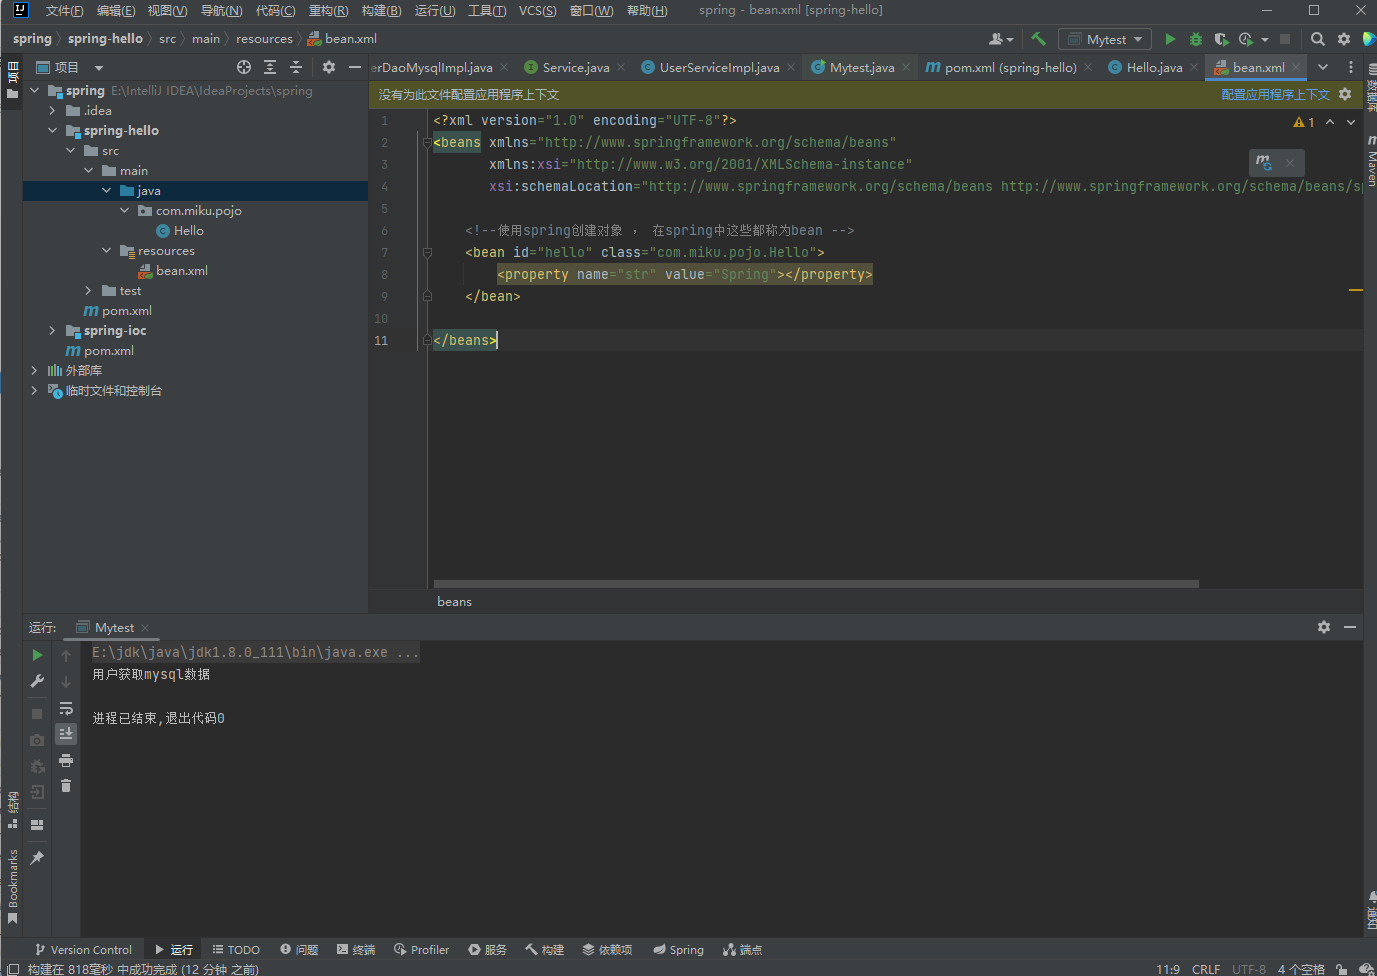 文件(F) 编辑(E) 视图(V) 导航(N) 代码(C) 重构(R) 构建(B) 运行(U) 工具(T) VCS(S) 窗口(W) 帮助(H) spring - bean.xml [spring-hello]
spring spring-hello src main resources bean.xml Mytest
项目 erDaoMysqlImpl.java Service.java UserServiceImpl.java Mytest.java pom.xml (spring-hello) Hello.java bean.xml
项目
数据库
Maven
通知
结构
Bookmarks
spring E:\IntelliJ IDEA\IdeaProjects\spring
.idea
spring-hello
src
main
java
com.miku.pojo
Hello
resources
bean.xml
test
pom.xml
spring-ioc
pom.xml
外部库
临时文件和控制台
没有为此文件配置应用程序上下文 配置应用程序上下文
1 <?xml version="1.0" encoding="UTF-8"?> 1
2 <beans xmlns="http://www.springframework.org/schema/beans"
3 xmlns:xsi="http://www.w3.org/2001/XMLSchema-instance"
4 xsi:schemaLocation="http://www.springframework.org/schema/beans http://www.springframework.org/schema/beans/sp
5
6 <!--使用spring创建对象 , 在spring中这些都称为bean -->
7 <bean id="hello" class="com.miku.pojo.Hello">
8 <property name="str" value="Spring"></property>
9 </bean>
10
11 </beans>
beans
运行: Mytest
E:\jdk\java\jdk1.8.0_111\bin\java.exe ...
用户获取mysql数据
进程已结束,退出代码0
Version Control 运行 TODO 问题 终端 Profiler 服务 构建 依赖项 Spring 端点
构建在 818毫秒 中成功完成 (12 分钟 之前) 11:9 CRLF UTF-8 4 个空格